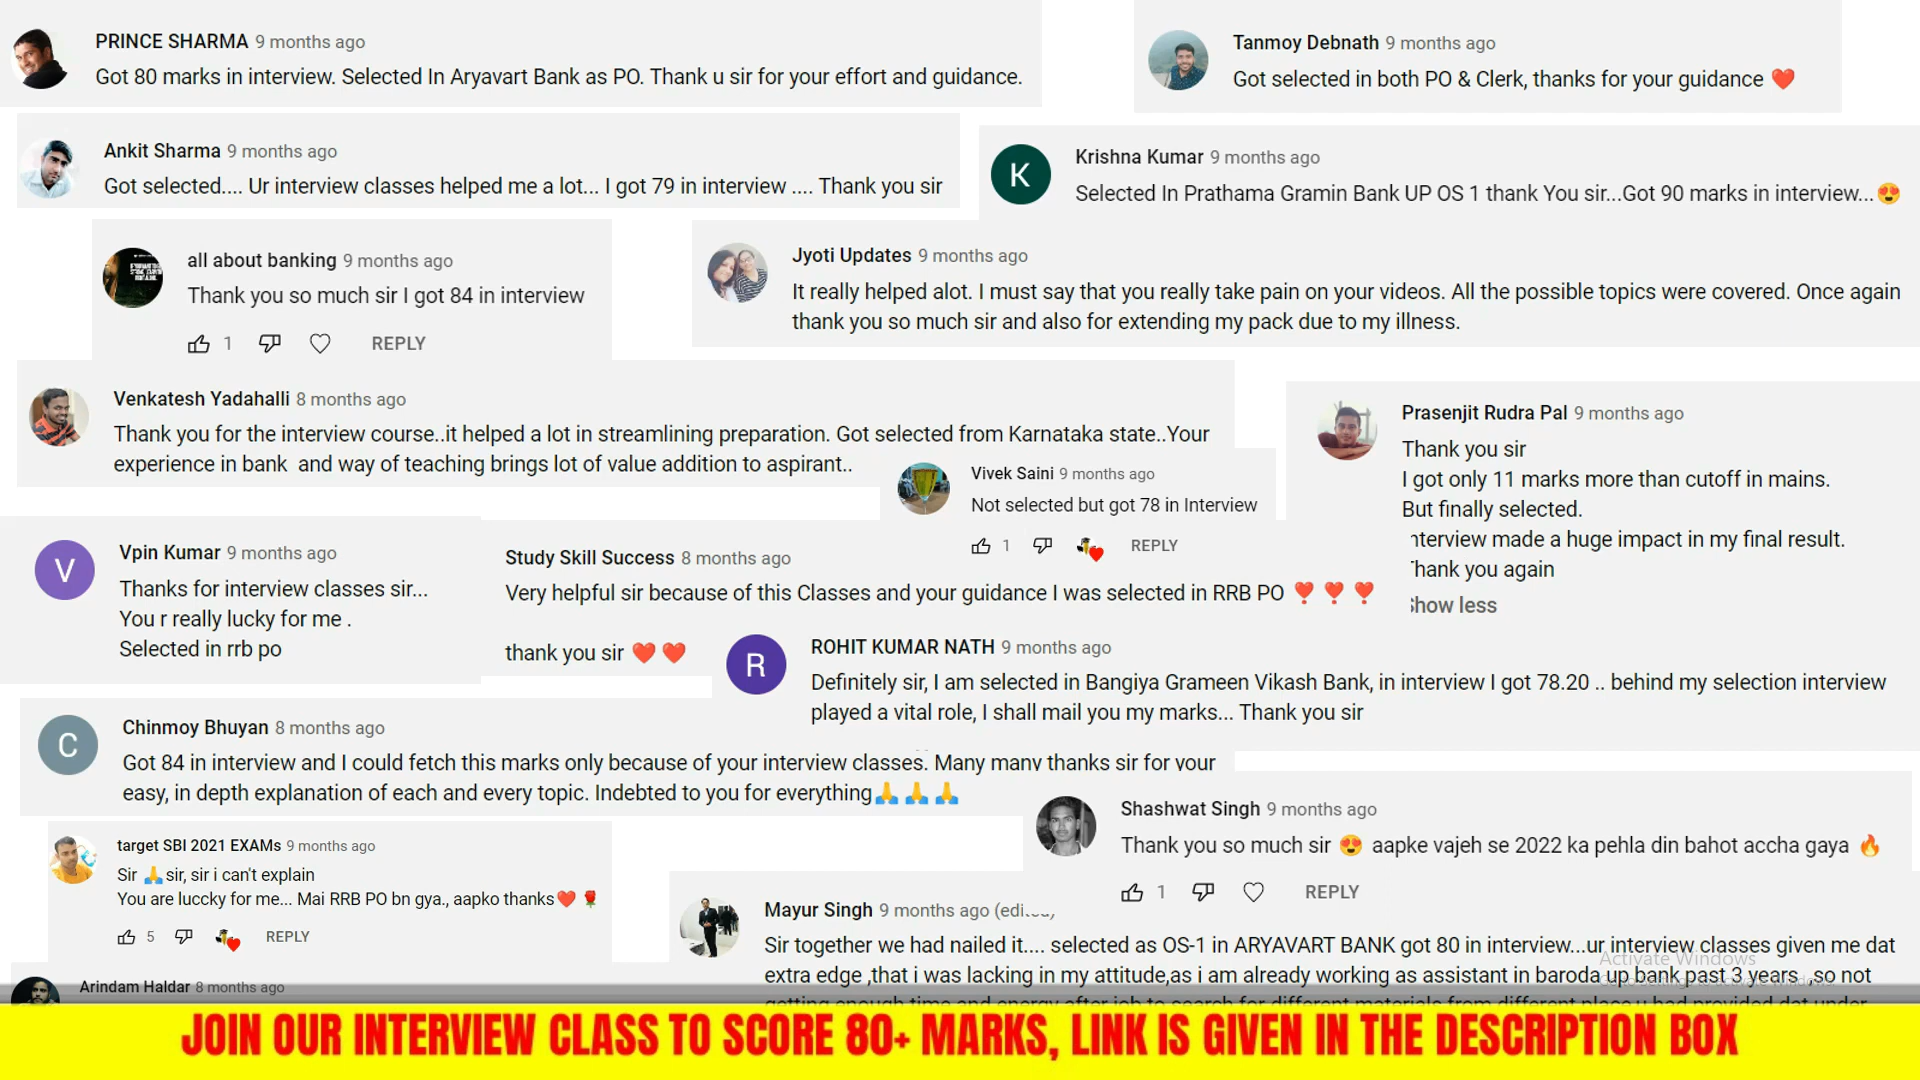 PRINCE SHARMA 9 months ago
Got 80 marks in interview. Selected In Aryavart Bank as PO. Thank u sir for your effort and guidance.
Tanmoy Debnath 9 months ago
Got selected in both PO & Clerk, thanks for your guidance ❤️
Ankit Sharma 9 months ago
Got selected.... Ur interview classes helped me a lot... I got 79 in interview .... Thank you sir
K
Krishna Kumar 9 months ago
Selected In Prathama Gramin Bank UP OS 1 thank You sir...Got 90 marks in interview...😍
all about banking 9 months ago
Thank you so much sir I got 84 in interview
1 REPLY
Jyoti Updates 9 months ago
It really helped alot. I must say that you really take pain on your videos. All the possible topics were covered. Once again
thank you so much sir and also for extending my pack due to my illness.
Venkatesh Yadahalli 8 months ago
Thank you for the interview course..it helped a lot in streamlining preparation. Got selected from Karnataka state..Your
experience in bank and way of teaching brings lot of value addition to aspirant..
Vivek Saini 9 months ago
Not selected but got 78 in Interview
1 REPLY
Prasenjit Rudra Pal 9 months ago
Thank you sir
I got only 11 marks more than cutoff in mains.
But finally selected.
nterview made a huge impact in my final result.
Thank you again
Show less
V
Vpin Kumar 9 months ago
Thanks for interview classes sir...
You r really lucky for me .
Selected in rrb po
Study Skill Success 8 months ago
Very helpful sir because of this Classes and your guidance I was selected in RRB PO ❣️❣️❣️
thank you sir ❤️❤️
R
ROHIT KUMAR NATH 9 months ago
Definitely sir, I am selected in Bangiya Grameen Vikash Bank, in interview I got 78.20 .. behind my selection interview
played a vital role, I shall mail you my marks... Thank you sir
C
Chinmoy Bhuyan 8 months ago
Got 84 in interview and I could fetch this marks only because of your interview classes. Many many thanks sir for your
easy, in depth explanation of each and every topic. Indebted to you for everything🙏🙏🙏
Shashwat Singh 9 months ago
Thank you so much sir 😍 aapke vajeh se 2022 ka pehla din bahot accha gaya 🔥
1 REPLY
target SBI 2021 EXAMs 9 months ago
Sir 🙏sir, sir i can't explain
You are luccky for me... Mai RRB PO bn gya., aapko thanks❤️🌹
5 REPLY
Mayur Singh 9 months ago (edited)
Sir together we had nailed it.... selected as OS-1 in ARYAVART BANK got 80 in interview...ur interview classes given me dat
extra edge ,that i was lacking in my attitude,as i am already working as assistant in baroda up bank past 3 years , so not
getting enough time and energy after job to search for different materials from different place u had provided dat under
Activate Windows
Arindam Haldar 8 months ago
JOIN OUR INTERVIEW CLASS TO SCORE 80+ MARKS, LINK IS GIVEN IN THE DESCRIPTION BOX